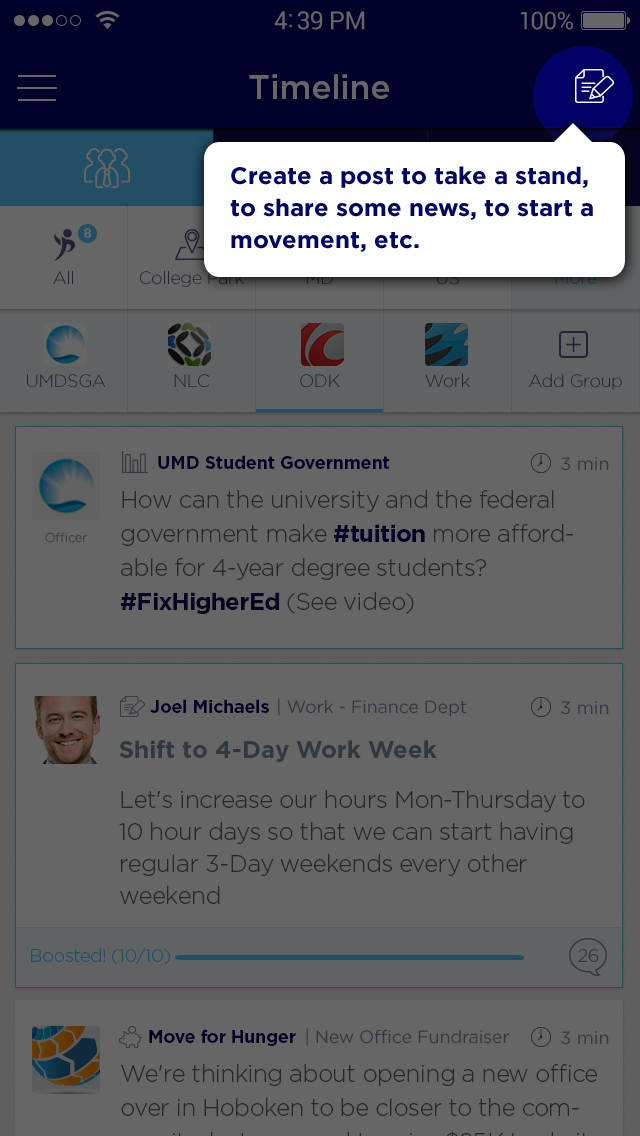 4:39 PM 100%
Timeline
Create a post to take a stand,
to share some news, to start a
movement, etc.
8
All College Park MD US More
UMDSGA NLC ODK Work Add Group
UMD Student Government 3 min
Officer
How can the university and the federal
government make #tuition more afford-
able for 4-year degree students?
#FixHigherEd (See video)
Joel Michaels | Work - Finance Dept 3 min
Shift to 4-Day Work Week
Let's increase our hours Mon-Thursday to
10 hour days so that we can start having
regular 3-Day weekends every other
weekend
Boosted! (10/10) 26
Move for Hunger | New Office Fundraiser 3 min
We're thinking about opening a new office
over in Hoboken to be closer to the com-